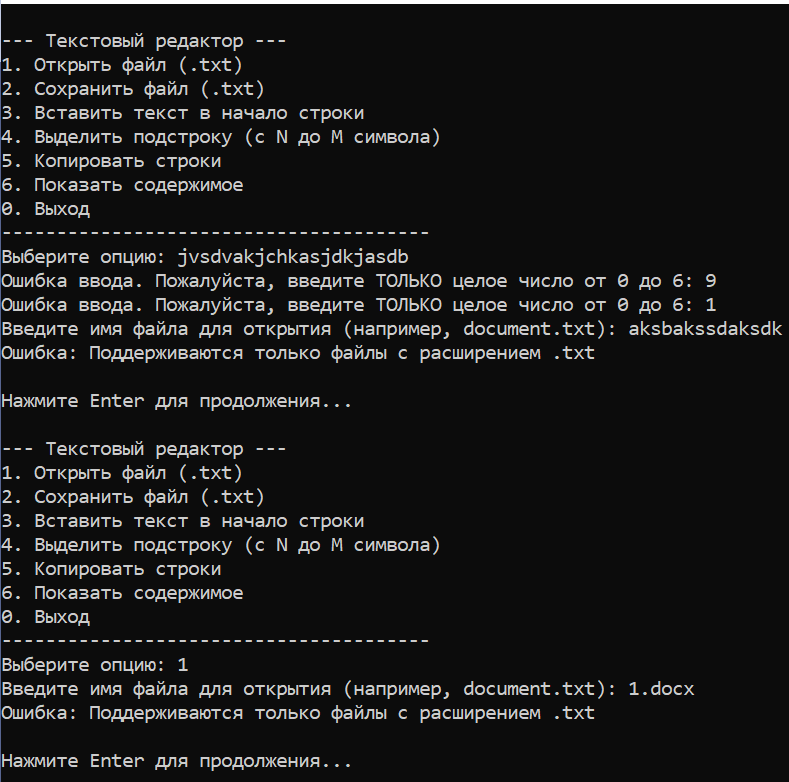 --- Текстовый редактор ---
1. Открыть файл (.txt)
2. Сохранить файл (.txt)
3. Вставить текст в начало строки
4. Выделить подстроку (с N до M символа)
5. Копировать строки
6. Показать содержимое
0. Выход
---------------------------------------
Выберите опцию: jvsdvakjchkasjdkjasdb
Ошибка ввода. Пожалуйста, введите ТОЛЬКО целое число от 0 до 6: 9
Ошибка ввода. Пожалуйста, введите ТОЛЬКО целое число от 0 до 6: 1
Введите имя файла для открытия (например, document.txt): aksbakssdaksdk
Ошибка: Поддерживаются только файлы с расширением .txt
Нажмите Enter для продолжения...
--- Текстовый редактор ---
1. Открыть файл (.txt)
2. Сохранить файл (.txt)
3. Вставить текст в начало строки
4. Выделить подстроку (с N до M символа)
5. Копировать строки
6. Показать содержимое
0. Выход
---------------------------------------
Выберите опцию: 1
Введите имя файла для открытия (например, document.txt): 1.docx
Ошибка: Поддерживаются только файлы с расширением .txt
Нажмите Enter для продолжения...